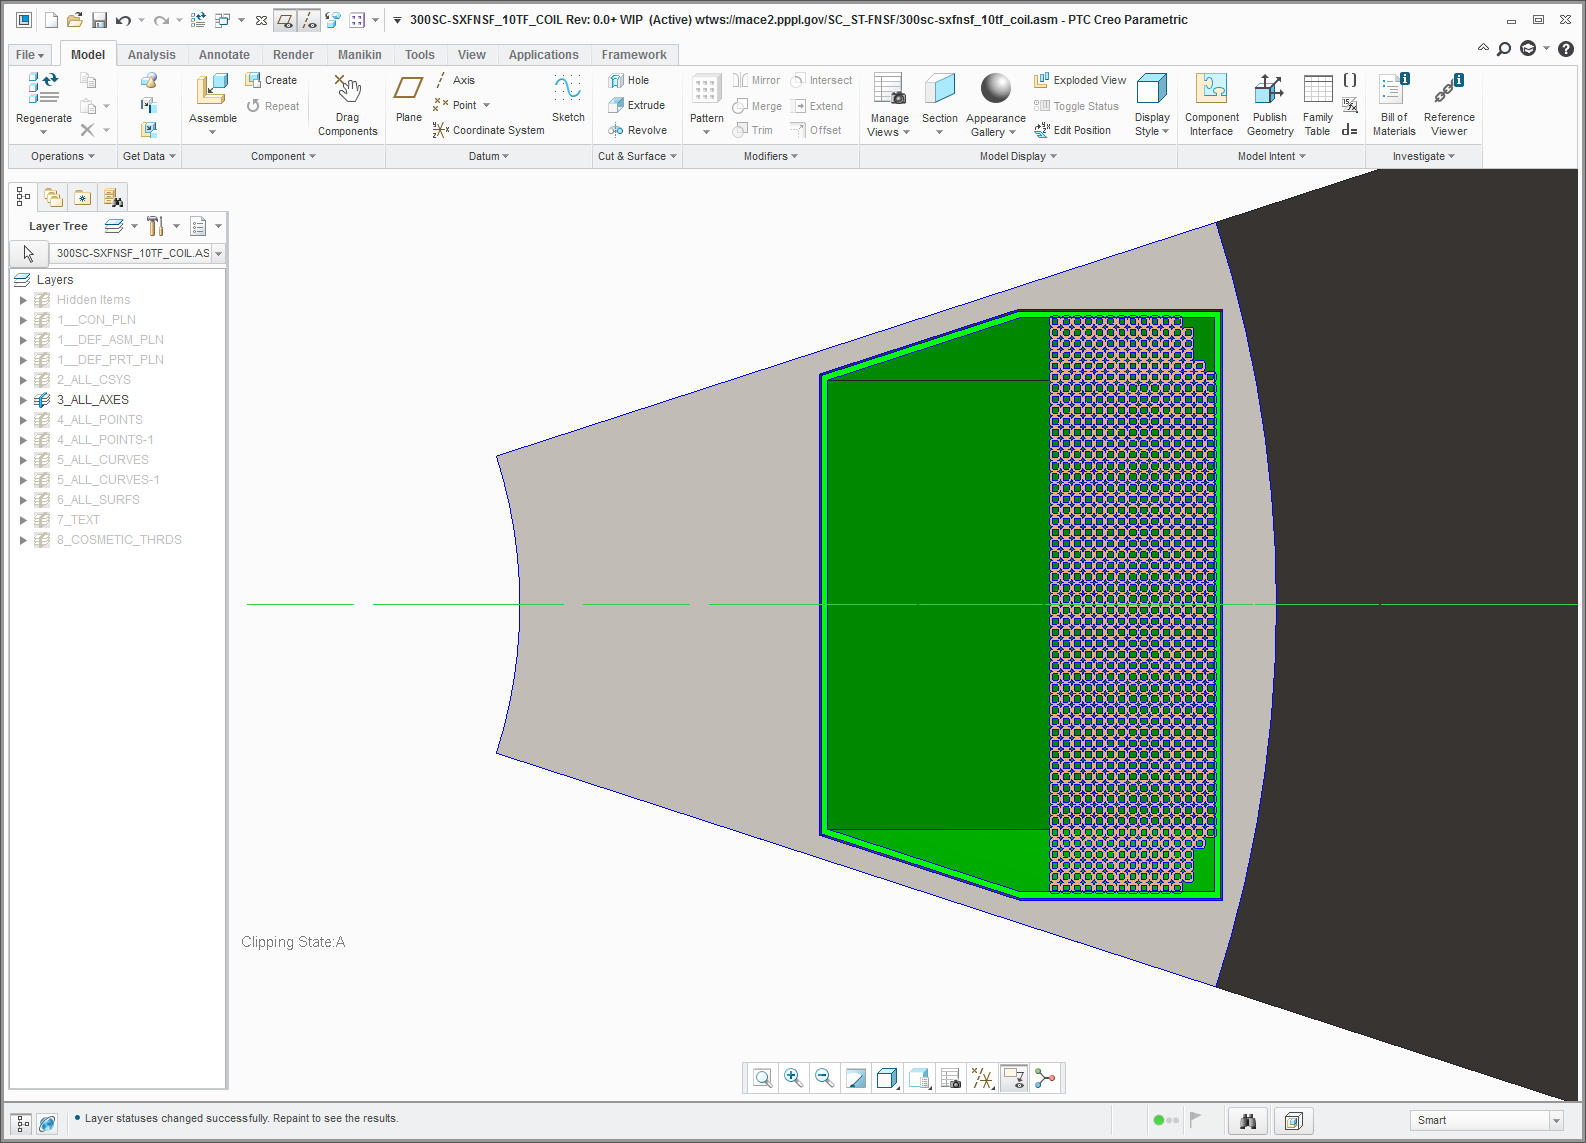 300SC-SXFNSF_10TF_COIL Rev: 0.0+ WIP (Active) wtws://mace2.pppl.gov/SC_ST-FNSF/300sc-sxfnsf_10tf_coil.asm - PTC Creo Parametric
File Model Analysis Annotate Render Manikin Tools View Applications Framework
Regenerate
Operations
Get Data
Assemble
Create
Repeat
Drag
Components
Component
Plane
Axis
Point
Coordinate System
Sketch
Datum
Hole
Extrude
Revolve
Cut & Surface
Pattern
Mirror
Merge
Trim
Intersect
Extend
Offset
Modifiers
Manage
Views
Section
Appearance
Gallery
Exploded View
Toggle Status
Edit Position
Display
Style
Model Display
Component
Interface
Publish
Geometry
Family
Table
d=
Model Intent
Bill of
Materials
Reference
Viewer
Investigate
Layer Tree
300SC-SXFNSF_10TF_COIL.AS
Layers
Hidden Items
1__CON_PLN
1__DEF_ASM_PLN
1__DEF_PRT_PLN
2_ALL_CSYS
3_ALL_AXES
4_ALL_POINTS
4_ALL_POINTS-1
5_ALL_CURVES
5_ALL_CURVES-1
6_ALL_SURFS
7_TEXT
8_COSMETIC_THRDS
Clipping State:A
Layer statuses changed successfully. Repaint to see the results.
Smart